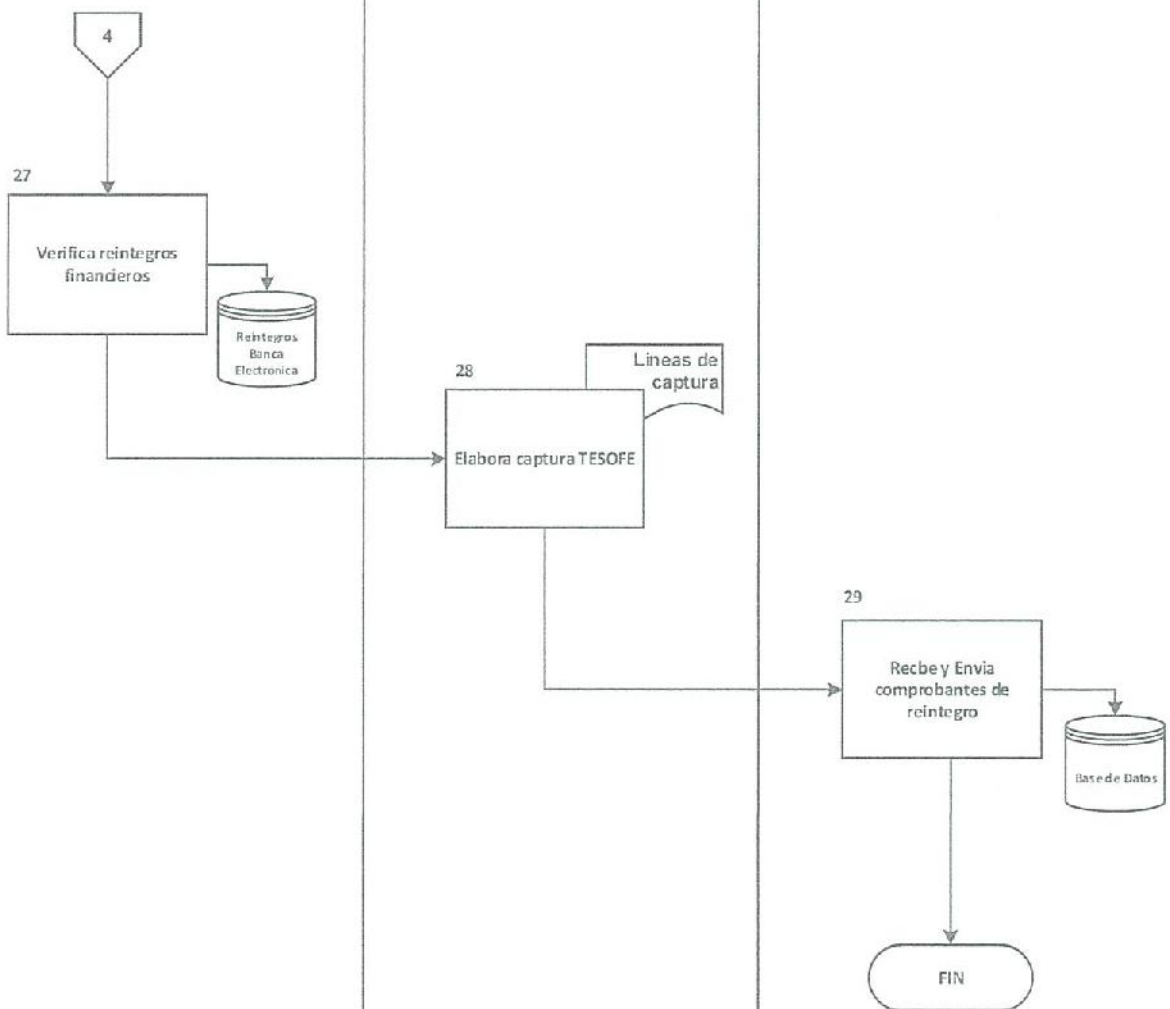 4
27
Verifica reintegros
financieros
Reintegros
Banca
Electronica
28
Lineas de
captura
Elabora captura TESOFE
29
Recbe y Envia
comprobantes de
reintegro
Base de Datos
FIN